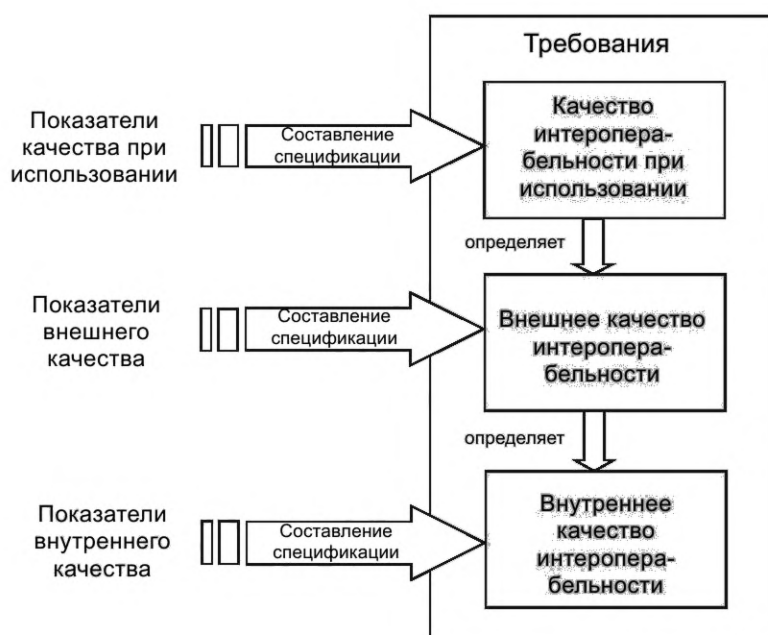 Требования
Показатели
качества при
использовании
Составление
спецификации
Качество
интеропера-
бельности при
использовании
определяет
Показатели
внешнего
качества
Составление
спецификации
Внешнее качество
интеропера-
бельности
определяет
Показатели
внутреннего
качества
Составление
спецификации
Внутреннее
качество
интеропера-
бельности